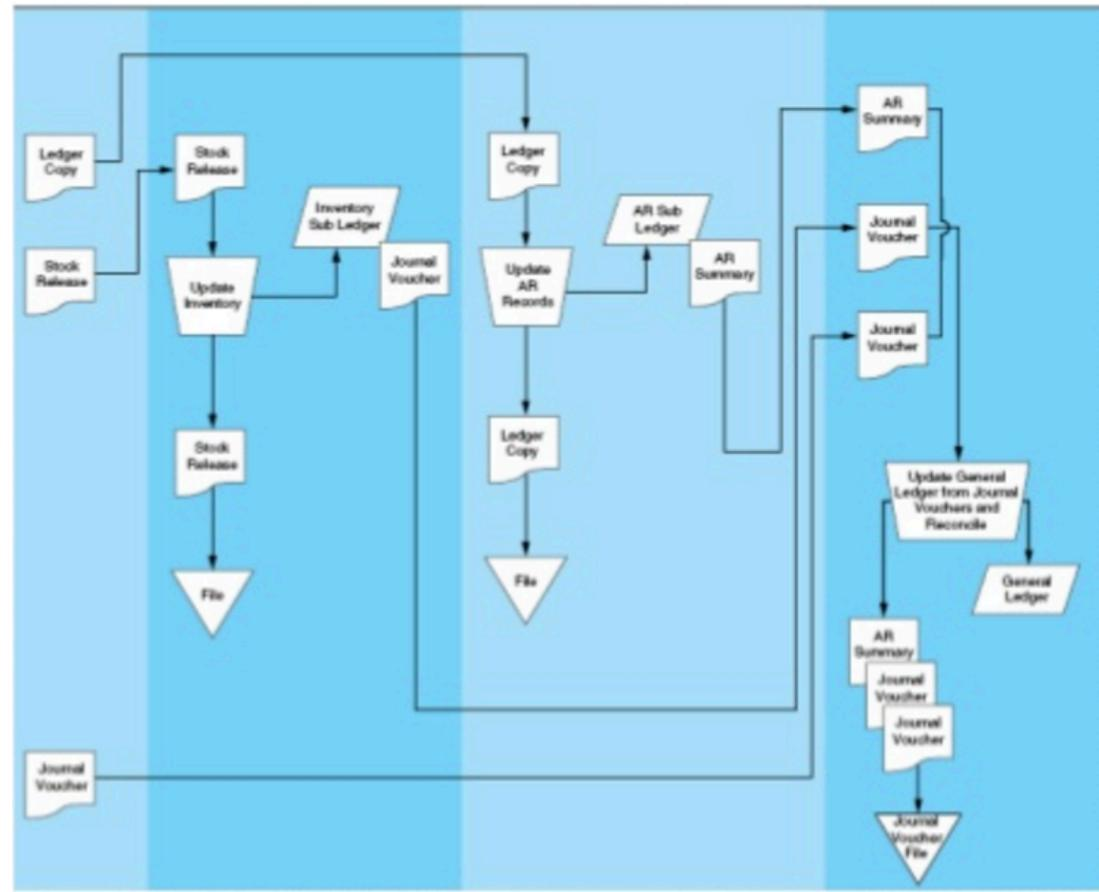 Ledger
Copy
Stock
Release
Journal
Voucher
Stock
Release
Update
Inventory
Inventory
Sub Ledger
Journal
Voucher
Stock
Release
File
Ledger
Copy
Update
AR
Records
AR Sub
Ledger
AR
Summary
Ledger
Copy
File
AR
Summary
Journal
Voucher
Journal
Voucher
Update General
Ledger from Journal
Vouchers and
Reconcile
General
Ledger
AR
Summary
Journal
Voucher
Journal
Voucher
Journal
Voucher
File